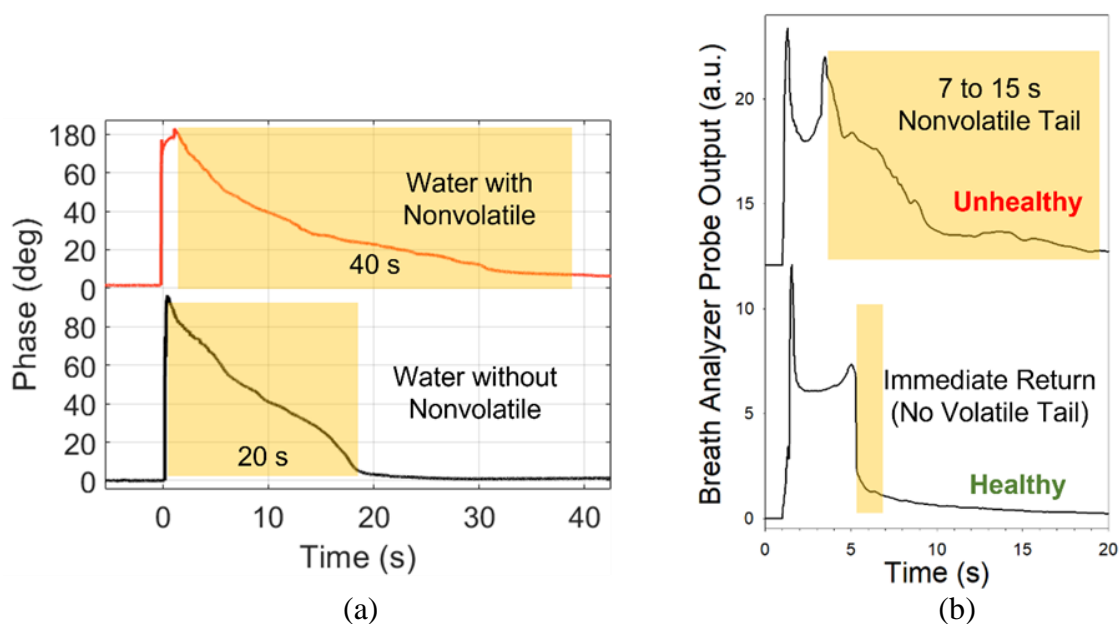 Phase (deg)
180
60
40
20
0
80
60
40
20
0
Water with
Nonvolatile
40 s
Water without
Nonvolatile
20 s
0
10
20
30
40
Time (s)
(a)
Breath Analyzer Probe Output (a.u.)
20
15
10
5
0
7 to 15 s
Nonvolatile Tail
Unhealthy
Immediate Return
(No Volatile Tail)
Healthy
0
5
10
15
20
Time (s)
(b)